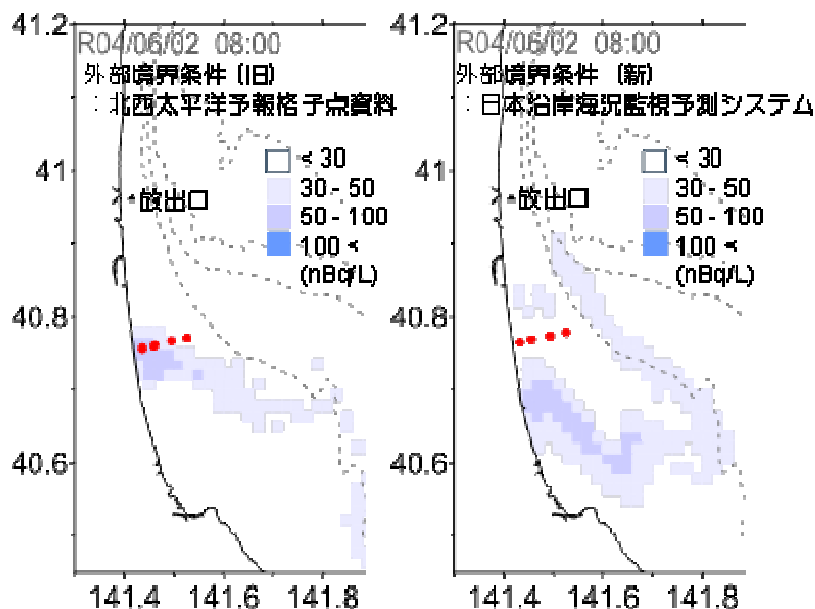 41.2
R04/06/02 08:00
外部境界条件 (旧)
：北西太平洋予報格子点資料
< 30
30 - 50
50 - 100
100 <
(nBq/L)
放出口
41
40.8
40.6
141.4 141.6 141.8
41.2
R04/06/02 08:00
外部境界条件 (新)
：日本沿岸海況監視予測システム
< 30
30 - 50
50 - 100
100 <
(nBq/L)
放出口
41
40.8
40.6
141.4 141.6 141.8